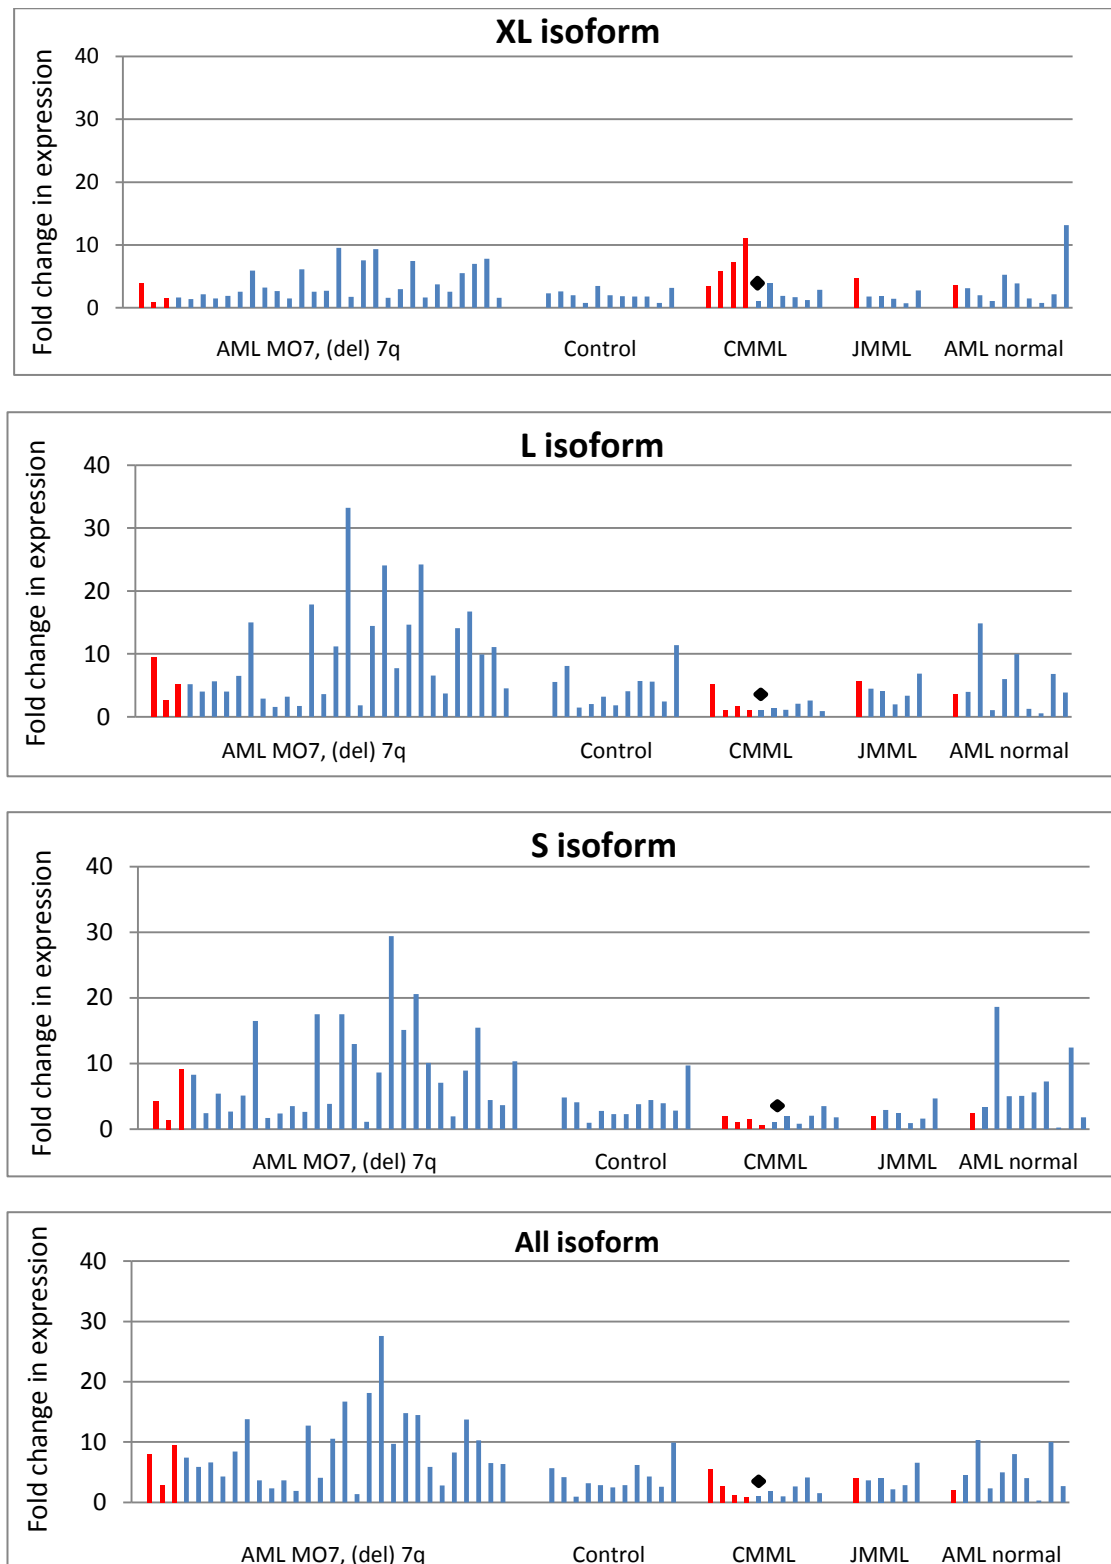 XL isoform
Fold change in expression
40
30
20
10
0
AML MO7, (del) 7q Control CMML JMML AML normal
L isoform
Fold change in expression
40
30
20
10
0
AML MO7, (del) 7q Control CMML JMML AML normal
S isoform
Fold change in expression
40
30
20
10
0
AML MO7, (del) 7q Control CMML JMML AML normal
All isoform
Fold change in expression
40
30
20
10
0
AML MO7, (del) 7q Control CMML JMML AML normal